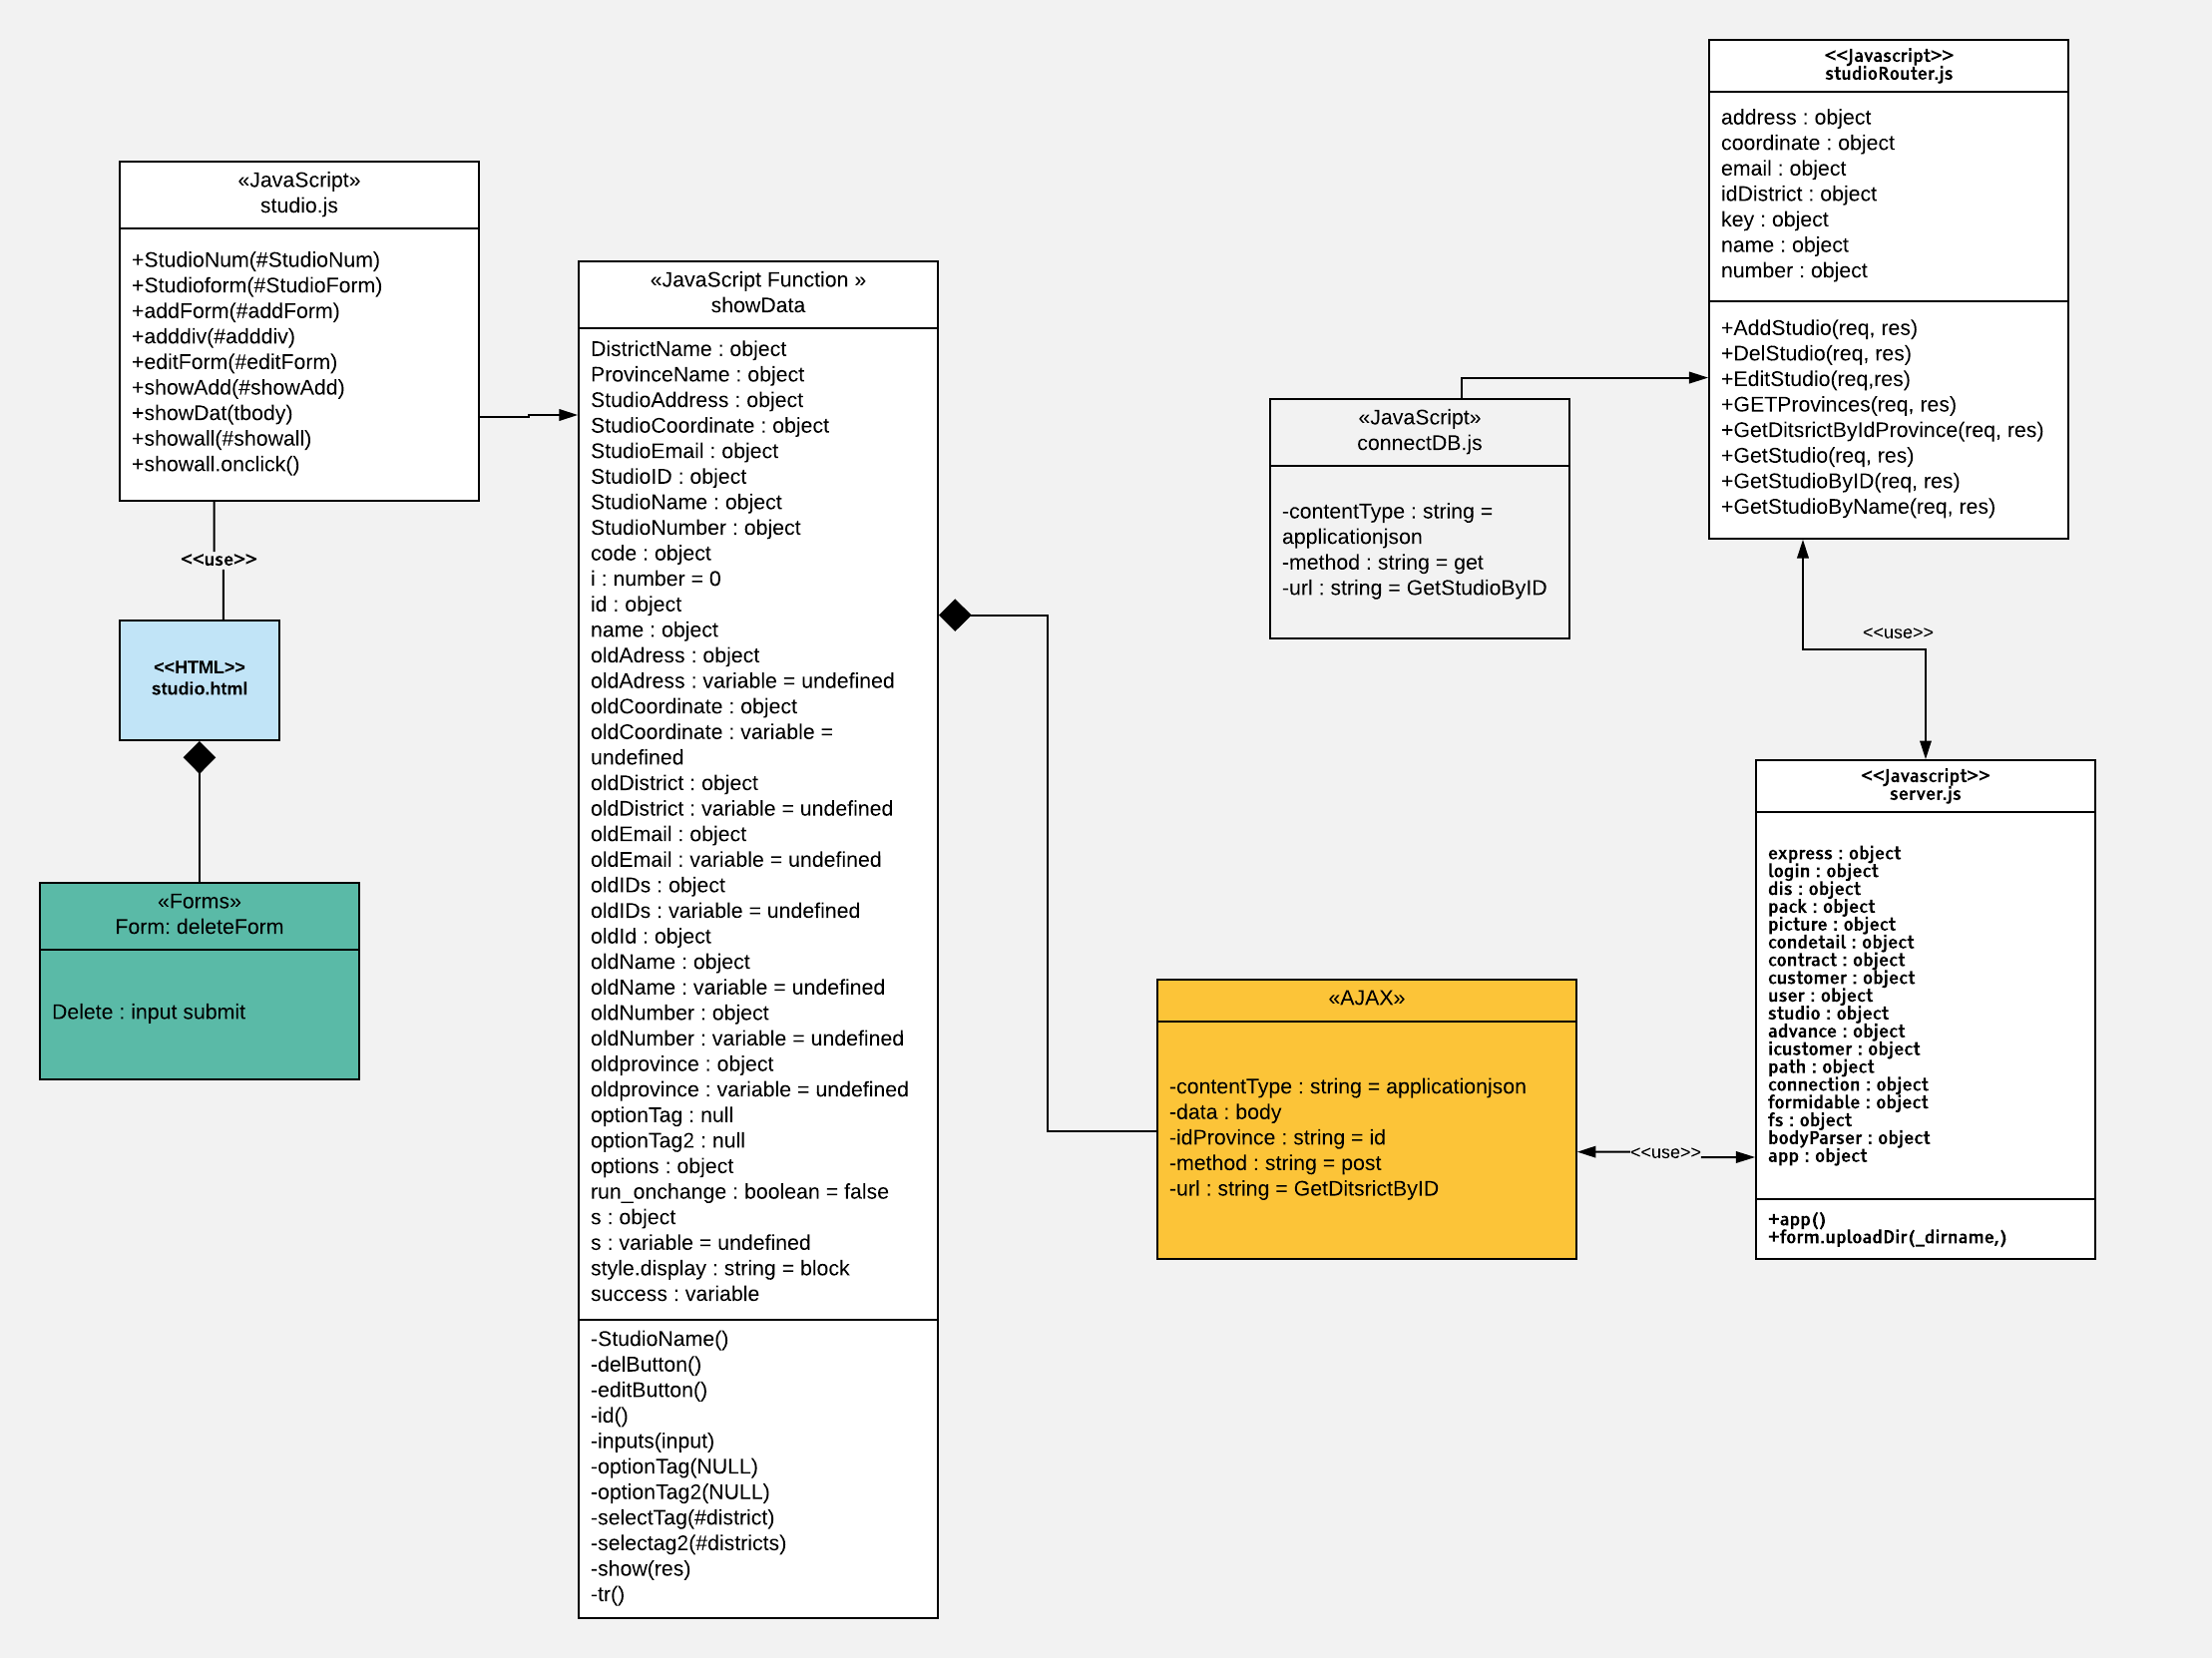 «JavaScript»
studio.js
+StudioNum(#StudioNum)
+Studioform(#StudioForm)
+addForm(#addForm)
+adddiv(#adddiv)
+editForm(#editForm)
+showAdd(#showAdd)
+showDat(tbody)
+showall(#showall)
+showall.onclick()
<<use>>
<<HTML>>
studio.html
«Forms»
Form: deleteForm
Delete : input submit
«JavaScript Function »
showData
DistrictName : object
ProvinceName : object
StudioAddress : object
StudioCoordinate : object
StudioEmail : object
StudioID : object
StudioName : object
StudioNumber : object
code : object
i : number = 0
id : object
name : object
oldAdress : object
oldAdress : variable = undefined
oldCoordinate : object
oldCoordinate : variable =
undefined
oldDistrict : object
oldDistrict : variable = undefined
oldEmail : object
oldEmail : variable = undefined
oldIDs : object
oldIDs : variable = undefined
oldId : object
oldName : object
oldName : variable = undefined
oldNumber : object
oldNumber : variable = undefined
oldprovince : object
oldprovince : variable = undefined
optionTag : null
optionTag2 : null
options : object
run_onchange : boolean = false
s : object
s : variable = undefined
style.display : string = block
success : variable
-StudioName()
-delButton()
-editButton()
-id()
-inputs(input)
-optionTag(NULL)
-optionTag2(NULL)
-selectTag(#district)
-selectag2(#districts)
-show(res)
-tr()
«JavaScript»
connectDB.js
-contentType : string =
applicationjson
-method : string = get
-url : string = GetStudioByID
«AJAX»
-contentType : string = applicationjson
-data : body
-idProvince : string = id
-method : string = post
-url : string = GetDitsrictByID
<<use>>
<<Javascript>>
studioRouter.js
address : object
coordinate : object
email : object
idDistrict : object
key : object
name : object
number : object
+AddStudio(req, res)
+DelStudio(req, res)
+EditStudio(req,res)
+GETProvinces(req, res)
+GetDitsrictByIdProvince(req, res)
+GetStudio(req, res)
+GetStudioByID(req, res)
+GetStudioByName(req, res)
<<use>>
<<Javascript>>
server.js
express : object
login : object
dis : object
pack : object
picture : object
condetail : object
contract : object
customer : object
user : object
studio : object
advance : object
icustomer : object
path : object
connection : object
formidable : object
fs : object
bodyParser : object
app : object
+app()
+form.uploadDir(_dirname,)